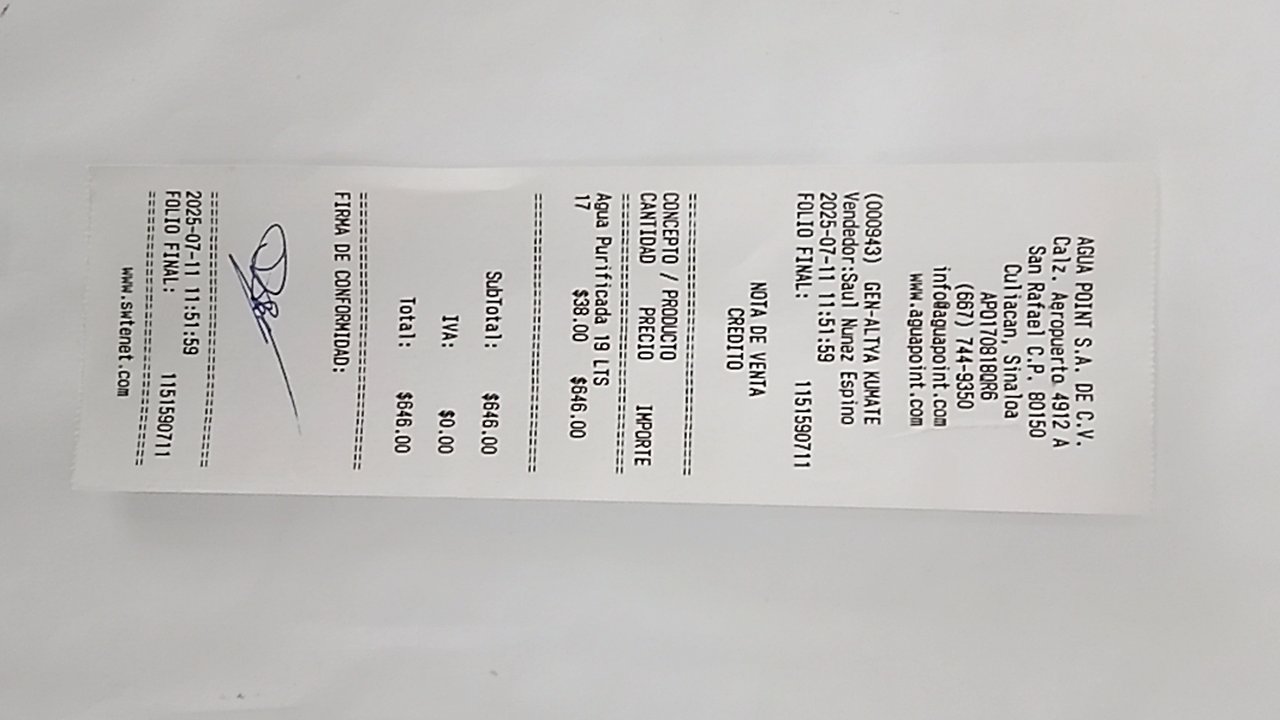 AGUA POINT S.A. DE C.V.
Calz. Aeropuerto 4912 A
San Rafael C.P. 80150
Culiacan, Sinaloa
APO170818QR6
(667) 744-9350
info@aguapoint.com
www.aguapoint.com
(000943) GEN-ALTYA KUMATE
Vendedor:Saul Nunez Espino
2025-07-11 11:51:59
FOLIO FINAL: 1151590711
NOTA DE VENTA
CREDITO
==============================
CONCEPTO / PRODUCTO
CANTIDAD PRECIO IMPORTE
==============================
Agua Purificada 19 LTS
17 $38.00 $646.00
==============================
SubTotal: $646.00
IVA: $0.00
Total: $646.00
==============================
FIRMA DE CONFORMIDAD:
==============================
2025-07-11 11:51:59
FOLIO FINAL: 1151590711
==============================
www.swtonet.com